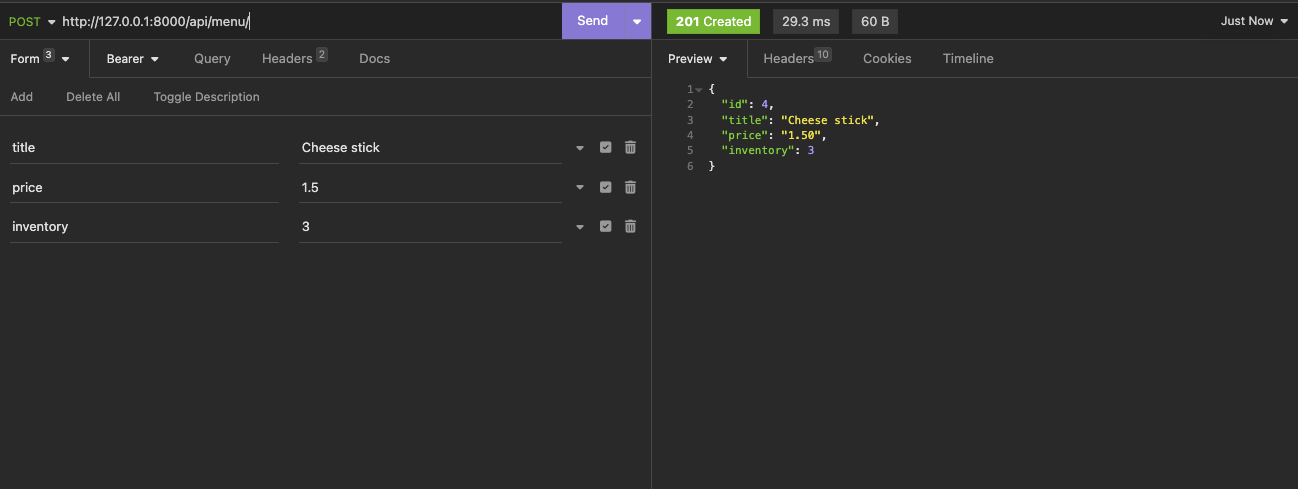 POST http://127.0.0.1:8000/api/menu/ Send
201 Created 29.3 ms 60 B Just Now
Form 3 Bearer Query Headers 2 Docs
Preview Headers 10 Cookies Timeline
Add Delete All Toggle Description
title Cheese stick
price 1.5
inventory 3
1 {
2 "id": 4,
3 "title": "Cheese stick",
4 "price": "1.50",
5 "inventory": 3
6 }